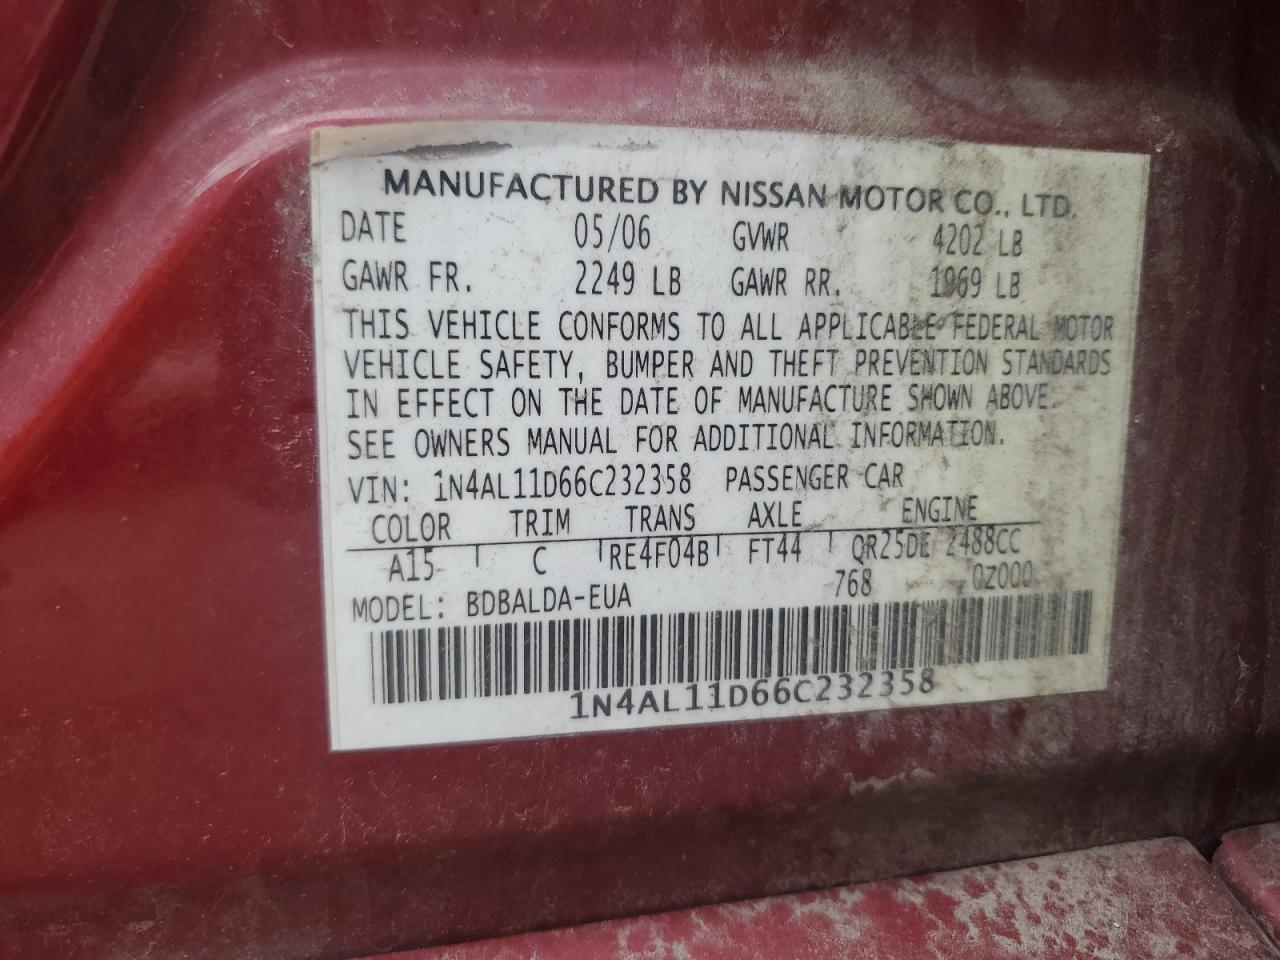 MANUFACTURED BY NISSAN MOTOR CO., LTD.
DATE 05/06 GVWR 4202 LB
GAWR FR. 2249 LB GAWR RR. 1969 LB
THIS VEHICLE CONFORMS TO ALL APPLICABLE FEDERAL MOTOR
VEHICLE SAFETY, BUMPER AND THEFT PREVENTION STANDARDS
IN EFFECT ON THE DATE OF MANUFACTURE SHOWN ABOVE.
SEE OWNERS MANUAL FOR ADDITIONAL INFORMATION.
VIN: 1N4AL11D66C232358 PASSENGER CAR
COLOR TRIM TRANS AXLE ENGINE
A15 C RE4F04B FT44 QR25DE 2488CC
MODEL: BDBALDA-EUA 768 0Z000
1N4AL11D66C232358